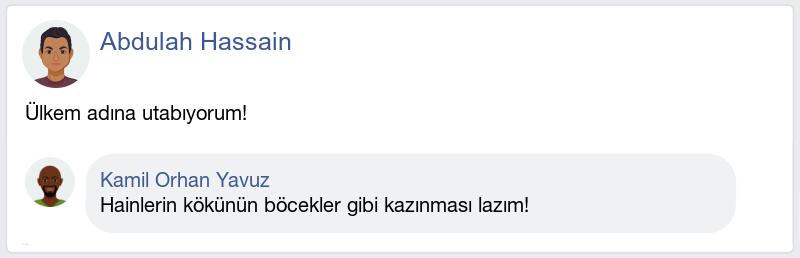 Abdulah Hassain
Ülkem adına utabıyorum!
Kamil Orhan Yavuz
Hainlerin kökünün böcekler gibi kazınması lazım!